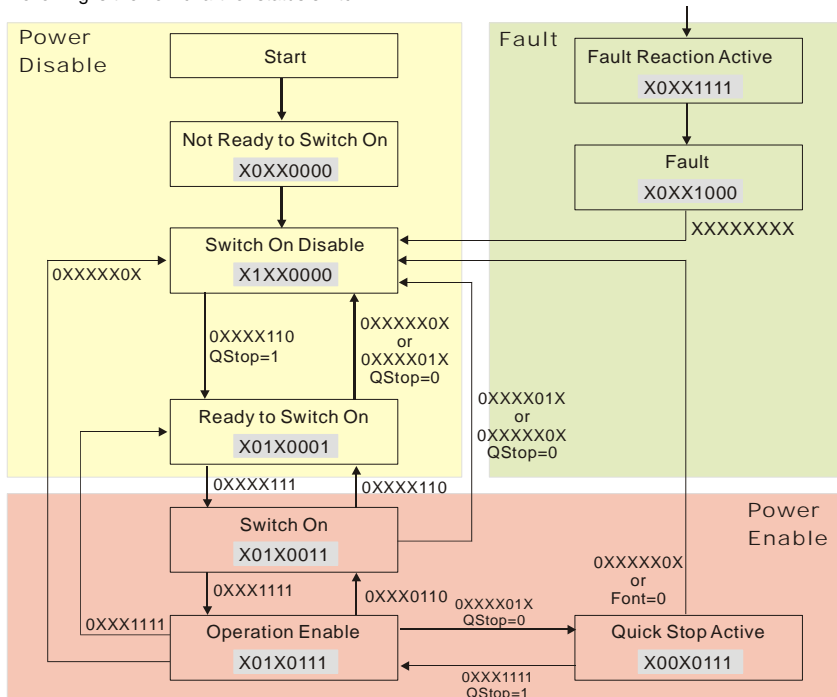 Power
Disable
Start
Not Ready to Switch On
X0XX0000
Switch On Disable
X1XX0000
0XXXXX0X
0XXXX110
QStop=1
0XXXXX0X
or
0XXXX01X
QStop=0
Ready to Switch On
X01X0001
0XXXX111
0XXXX110
Fault
Fault Reaction Active
X0XX1111
Fault
X0XX1000
XXXXXXXX
0XXXX01X
or
0XXXXX0X
QStop=0
Power
Enable
Switch On
X01X0011
0XXX1111
0XXX0110
0XXX1111
Operation Enable
X01X0111
0XXXX01X
QStop=0
0XXX1111
QStop=1
0XXXXX0X
or
Font=0
Quick Stop Active
X00X0111